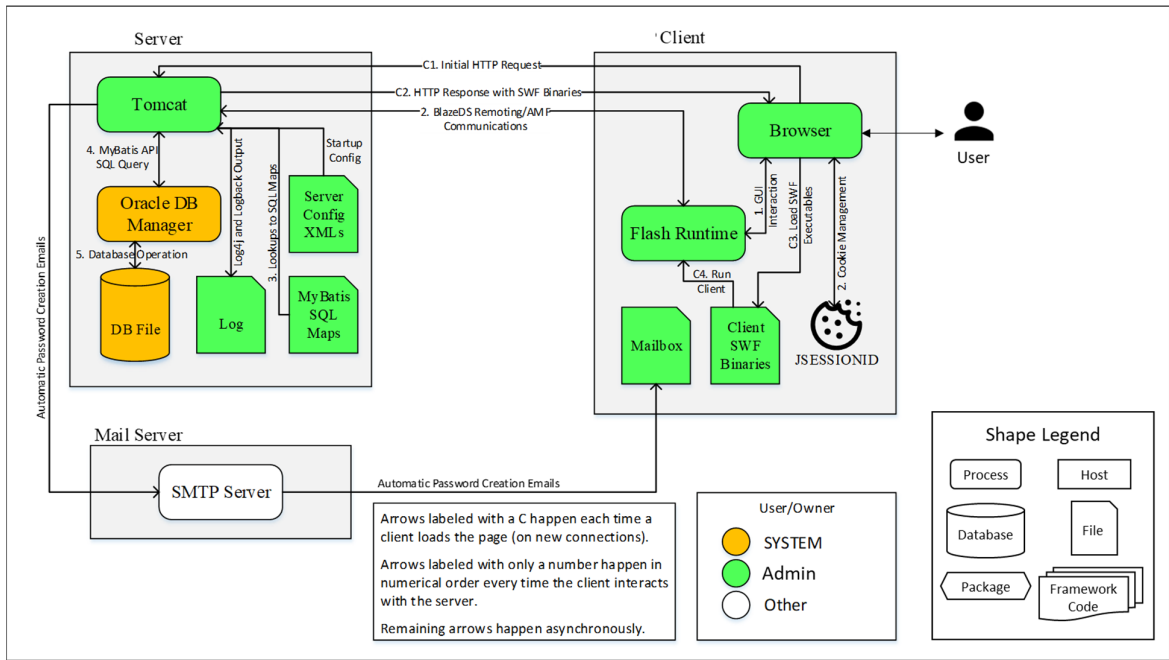 Server
'Client
C1. Initial HTTP Request
C2. HTTP Response with SWF Binaries
2. BlazeDS Remoting/AMF
Communications
Tomcat
Browser
User
4. MyBatis API
SQL Query
Log4j and Logback Output
3. Lookups to SQL Maps
Startup
Config
Oracle DB
Manager
Server
Config
XMLs
5. Database Operation
DB File
Log
MyBatis
SQL
Maps
Automatic Password Creation Emails
Flash Runtime
1. GUI
Interaction
C3. Load SWF
Executables
2. Cookie Management
C4. Run
Client
Mailbox
Client
SWF
Binaries
JSESSIONID
Mail Server
SMTP Server
Automatic Password Creation Emails
Arrows labeled with a C happen each time a
client loads the page (on new connections).
Arrows labeled with only a number happen in
numerical order every time the client interacts
with the server.
Remaining arrows happen asynchronously.
User/Owner
SYSTEM
Admin
Other
Shape Legend
Process
Host
Database
File
Package
Framework
Code